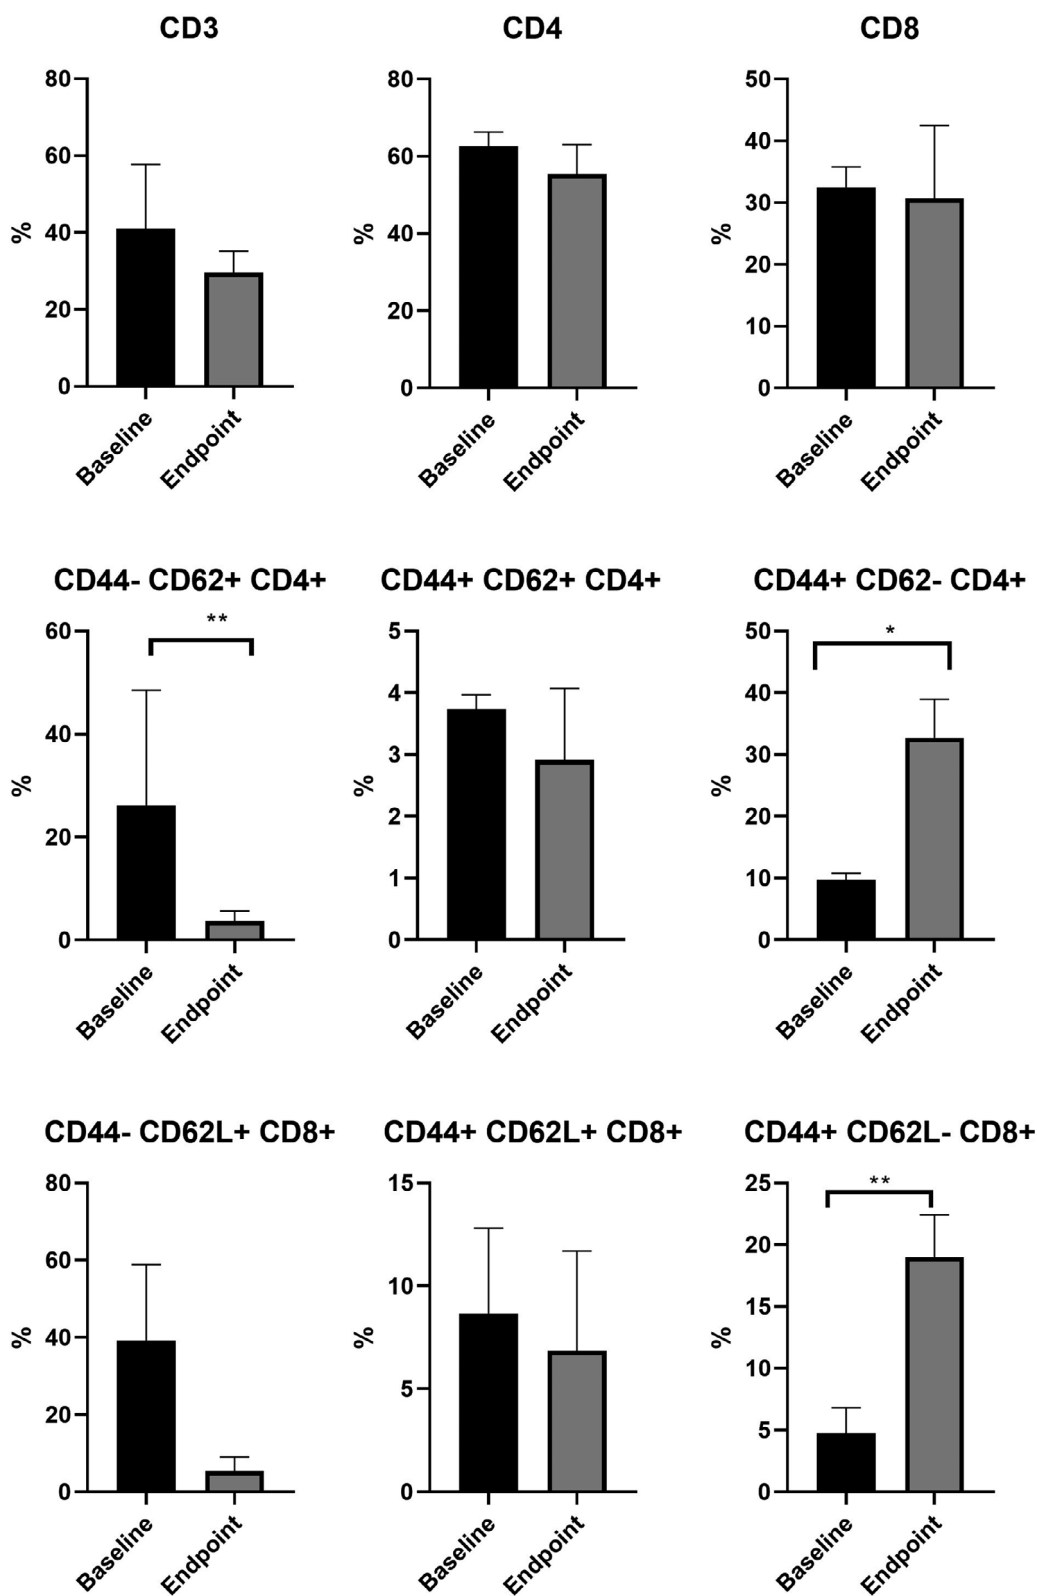 CD3
CD4
CD8
80
60
40
20
0
%
Baseline
Endpoint
80
60
40
20
0
%
Baseline
Endpoint
50
40
30
20
10
0
%
Baseline
Endpoint
CD44- CD62+ CD4+
CD44+ CD62+ CD4+
CD44+ CD62- CD4+
**
60
40
20
0
%
Baseline
Endpoint
5
4
3
2
1
0
%
Baseline
Endpoint
*
50
40
30
20
10
0
%
Baseline
Endpoint
CD44- CD62L+ CD8+
CD44+ CD62L+ CD8+
CD44+ CD62L- CD8+
80
60
40
20
0
%
Baseline
Endpoint
15
10
5
0
%
Baseline
Endpoint
**
25
20
15
10
5
0
%
Baseline
Endpoint